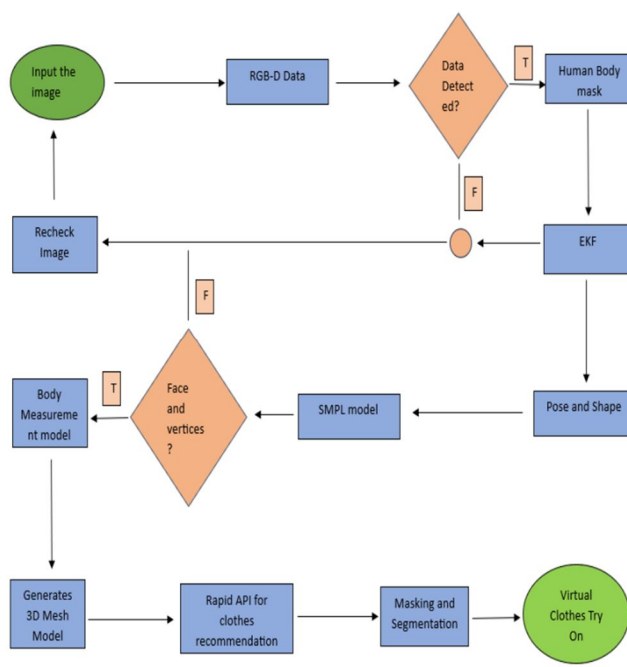 Input the
image
RGB-D Data
Data
Detect
ed?
T
Human Body
mask
F
Recheck
Image
EKF
F
Body
Measureme
nt model
T
Face
and
vertices
?
SMPL model
Pose and Shape
Generates
3D Mesh
Model
Rapid API for
clothes
recommendation
Masking and
Segmentation
Virtual
Clothes Try
On